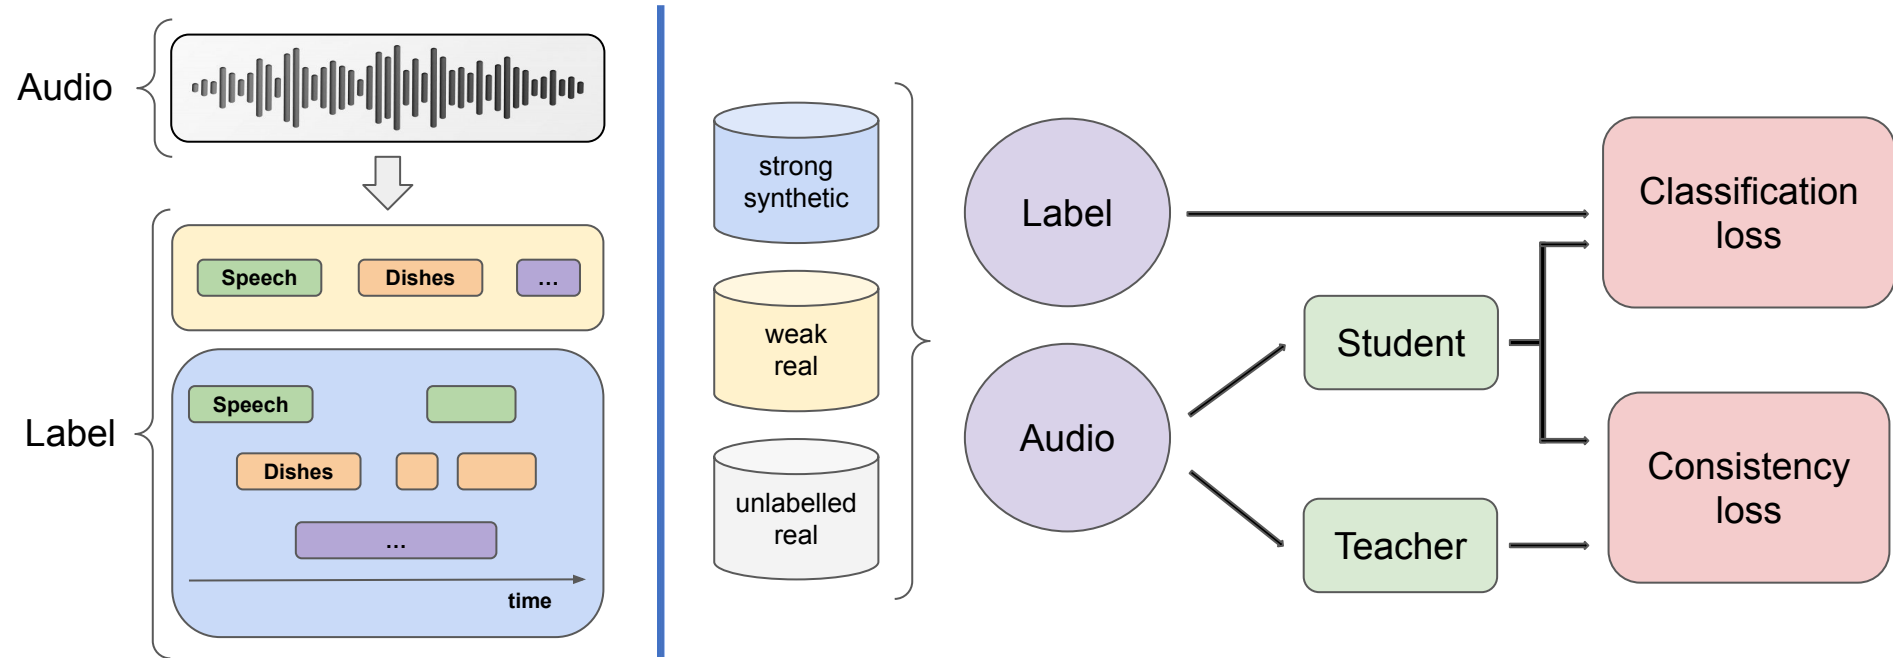 Audio
Label
Speech
Dishes
...
Speech
Dishes
...
time
strong
synthetic
weak
real
unlabelled
real
Label
Audio
Student
Teacher
Classification
loss
Consistency
loss